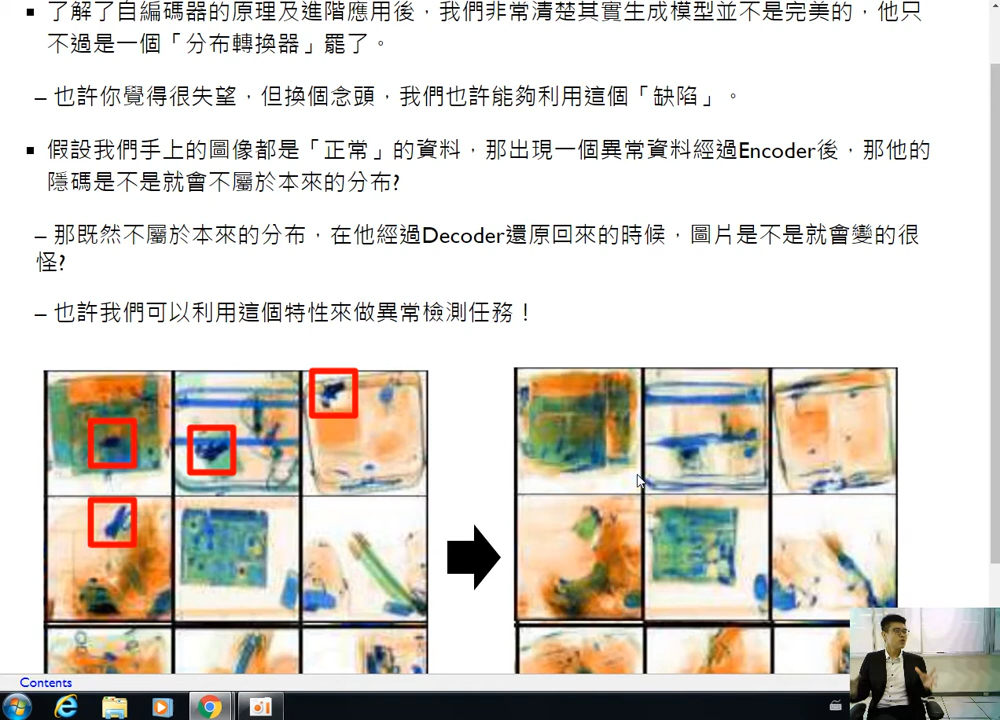 ▪ 了解了自編碼器的原理及進階應用後，我們非常清楚其實生成模型並不是完美的，他只
不過是一個「分布轉換器」罷了。
– 也許你覺得很失望，但換個念頭，我們也許能夠利用這個「缺陷」。
▪ 假設我們手上的圖像都是「正常」的資料，那出現一個異常資料經過Encoder後，那他的
隱碼是不是就會不屬於本來的分布?
– 那既然不屬於本來的分布，在他經過Decoder還原回來的時候，圖片是不是就會變的很
怪?
– 也許我們可以利用這個特性來做異常檢測任務！
Contents